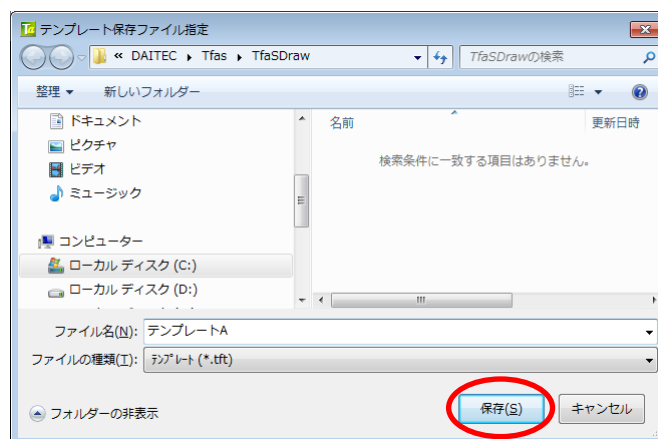 テンプレート保存ファイル指定
« DAITEC ▸ Tfas ▸ TfaSDraw
TfaSDrawの検索
整理 ▼ 新しいフォルダー
ドキュメント
ピクチャ
ビデオ
ミュージック
コンピューター
ローカル ディスク (C:)
ローカル ディスク (D:)
名前 更新日時
検索条件に一致する項目はありません。
ファイル名(N): テンプレートA
ファイルの種類(T): ﾃﾝﾌﾟﾚｰﾄ (*.tft)
フォルダーの非表示
保存(S) キャンセル